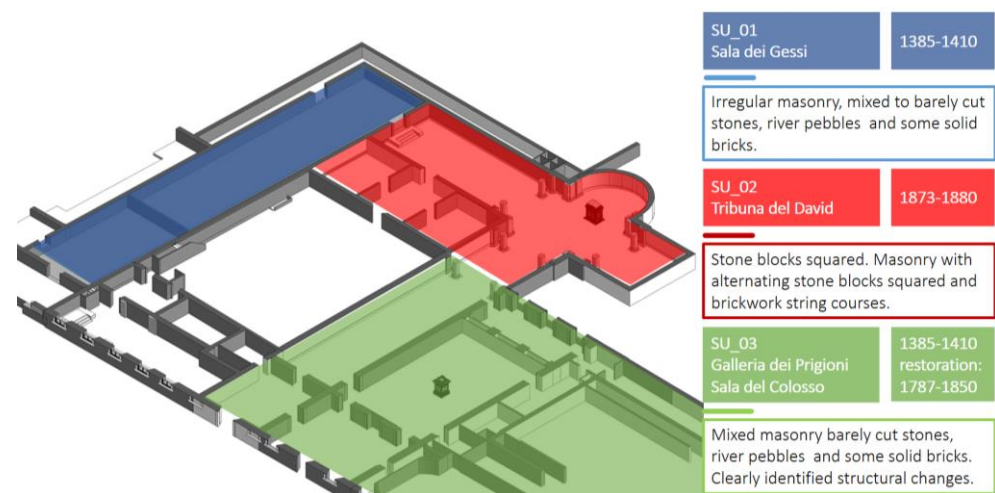 SU_01
Sala dei Gessi
1385-1410
Irregular masonry, mixed to barely cut
stones, river pebbles and some solid
bricks.
SU_02
Tribuna del David
1873-1880
Stone blocks squared. Masonry with
alternating stone blocks squared and
brickwork string courses.
SU_03
Galleria dei Prigioni
Sala del Colosso
1385-1410
restoration:
1787-1850
Mixed masonry barely cut stones,
river pebbles and some solid bricks.
Clearly identified structural changes.